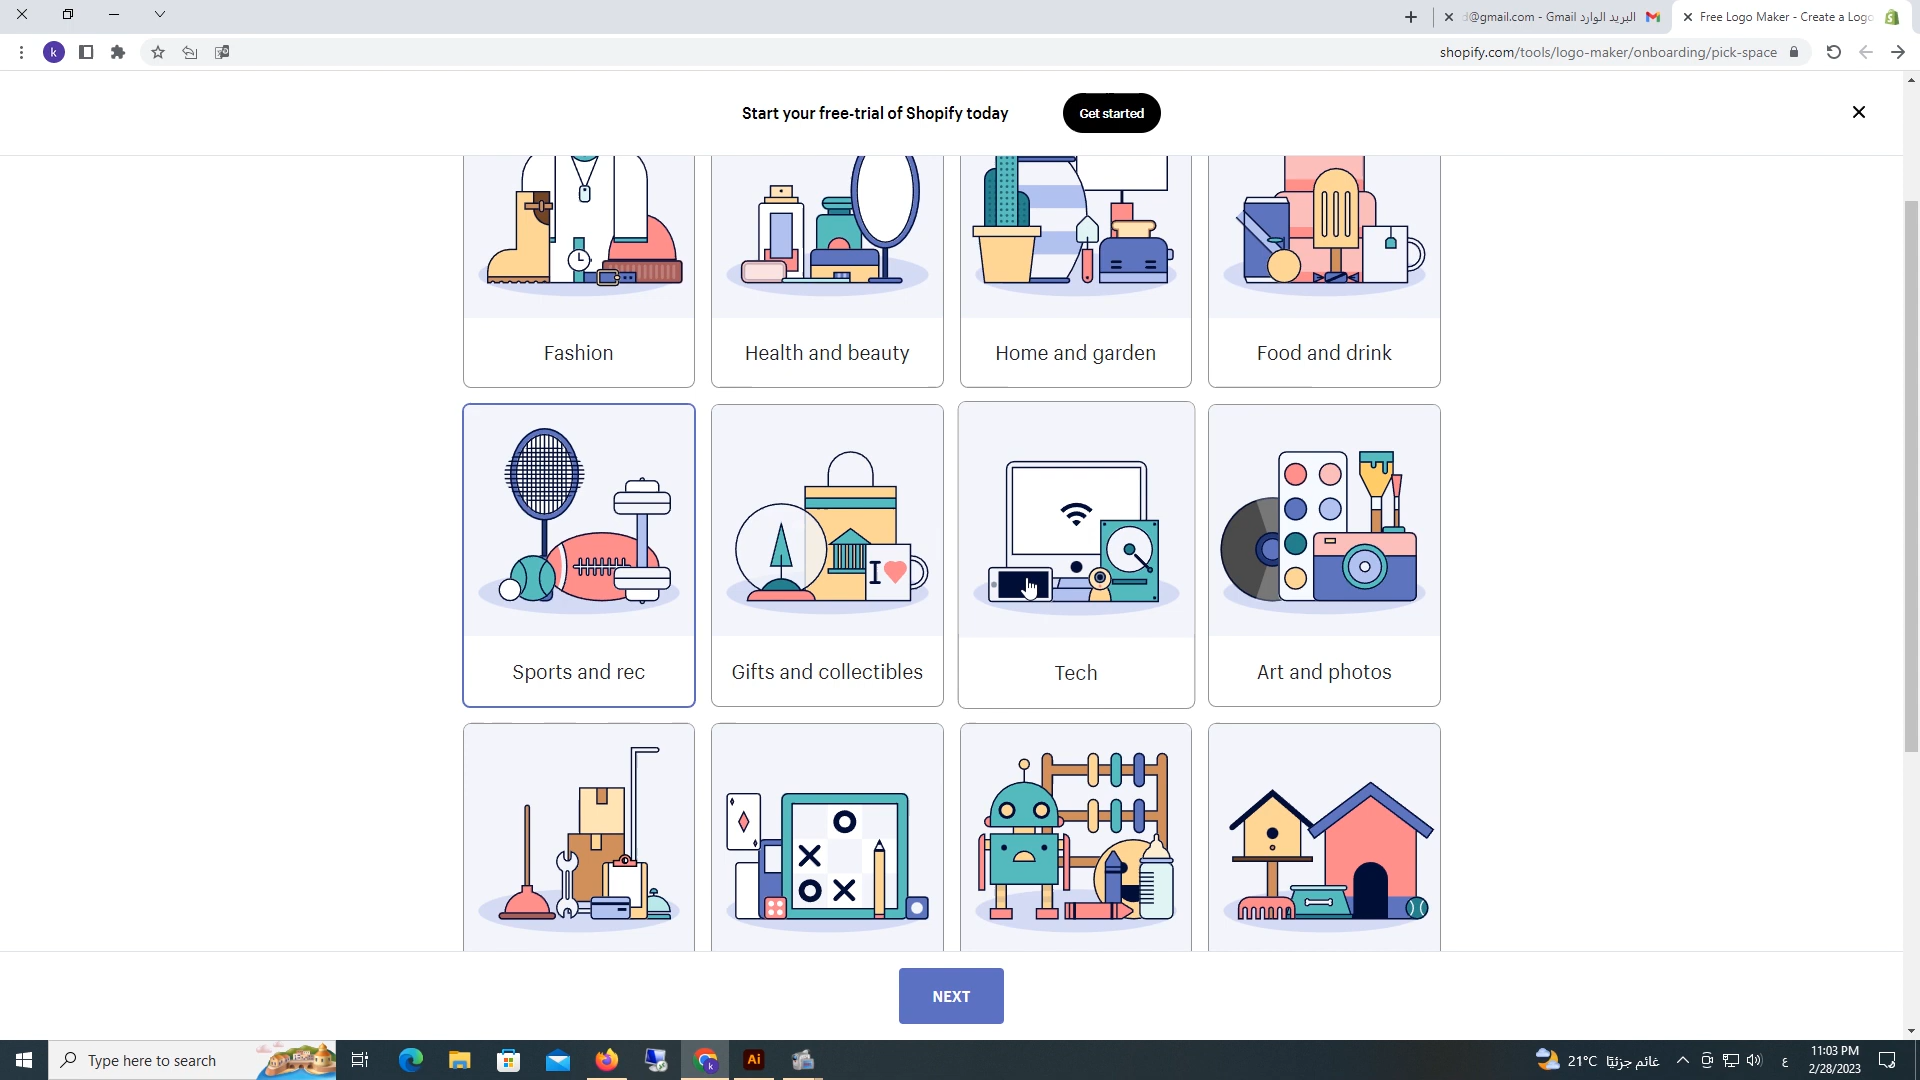 @gmail.com - Gmail البريد الوارد
Free Logo Maker - Create a Logo
k
shopify.com/tools/logo-maker/onboarding/pick-space
Start your free-trial of Shopify today
Get started
Fashion
Health and beauty
Home and garden
Food and drink
I
Sports and rec
Gifts and collectibles
Tech
Art and photos
NEXT
Type here to search
k
Ai
21°C غائم جزئيًا
ع
11:03 PM
2/28/2023